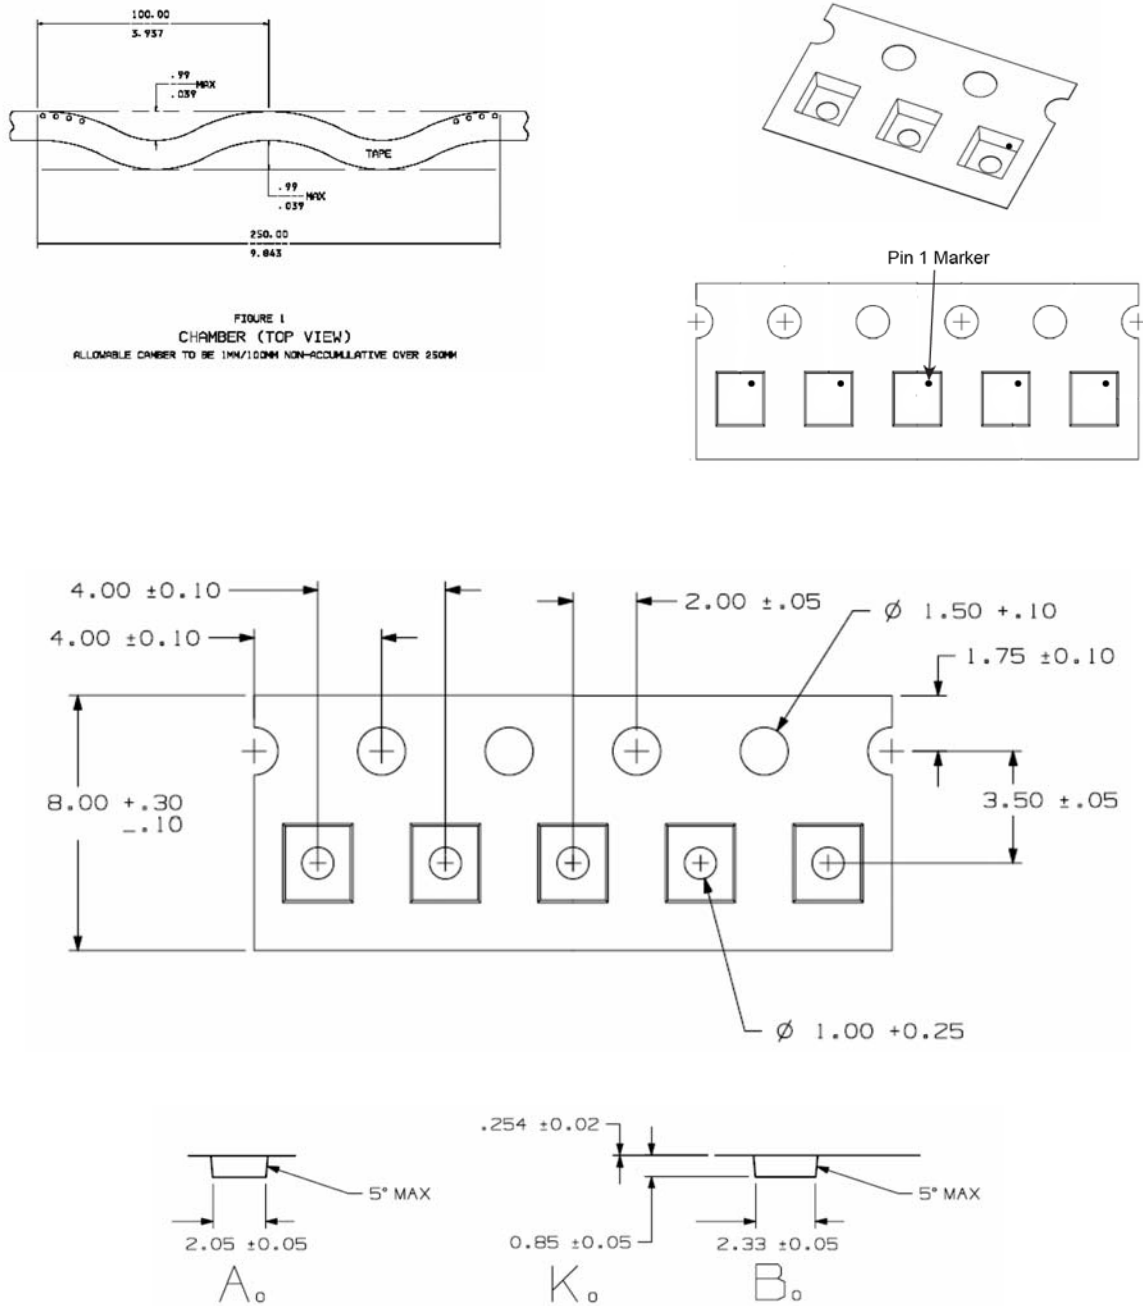 100.00
3.937
.99
MAX
.039
TAPE
.99
MAX
.039
250.00
9.843
FIGURE 1
CHAMBER (TOP VIEW)
ALLOWABLE CAMBER TO BE 1MM/100MM NON-ACCUMULATIVE OVER 250MM
Pin 1 Marker
4.00 ±0.10
2.00 ±.05
Ø 1.50 +.10
4.00 ±0.10
1.75 ±0.10
8.00 +.30
-.10
3.50 ±.05
Ø 1.00 +0.25
.254 ±0.02
5° MAX
5° MAX
2.05 ±0.05
0.85 ±0.05
2.33 ±0.05
A₀
K₀
B₀